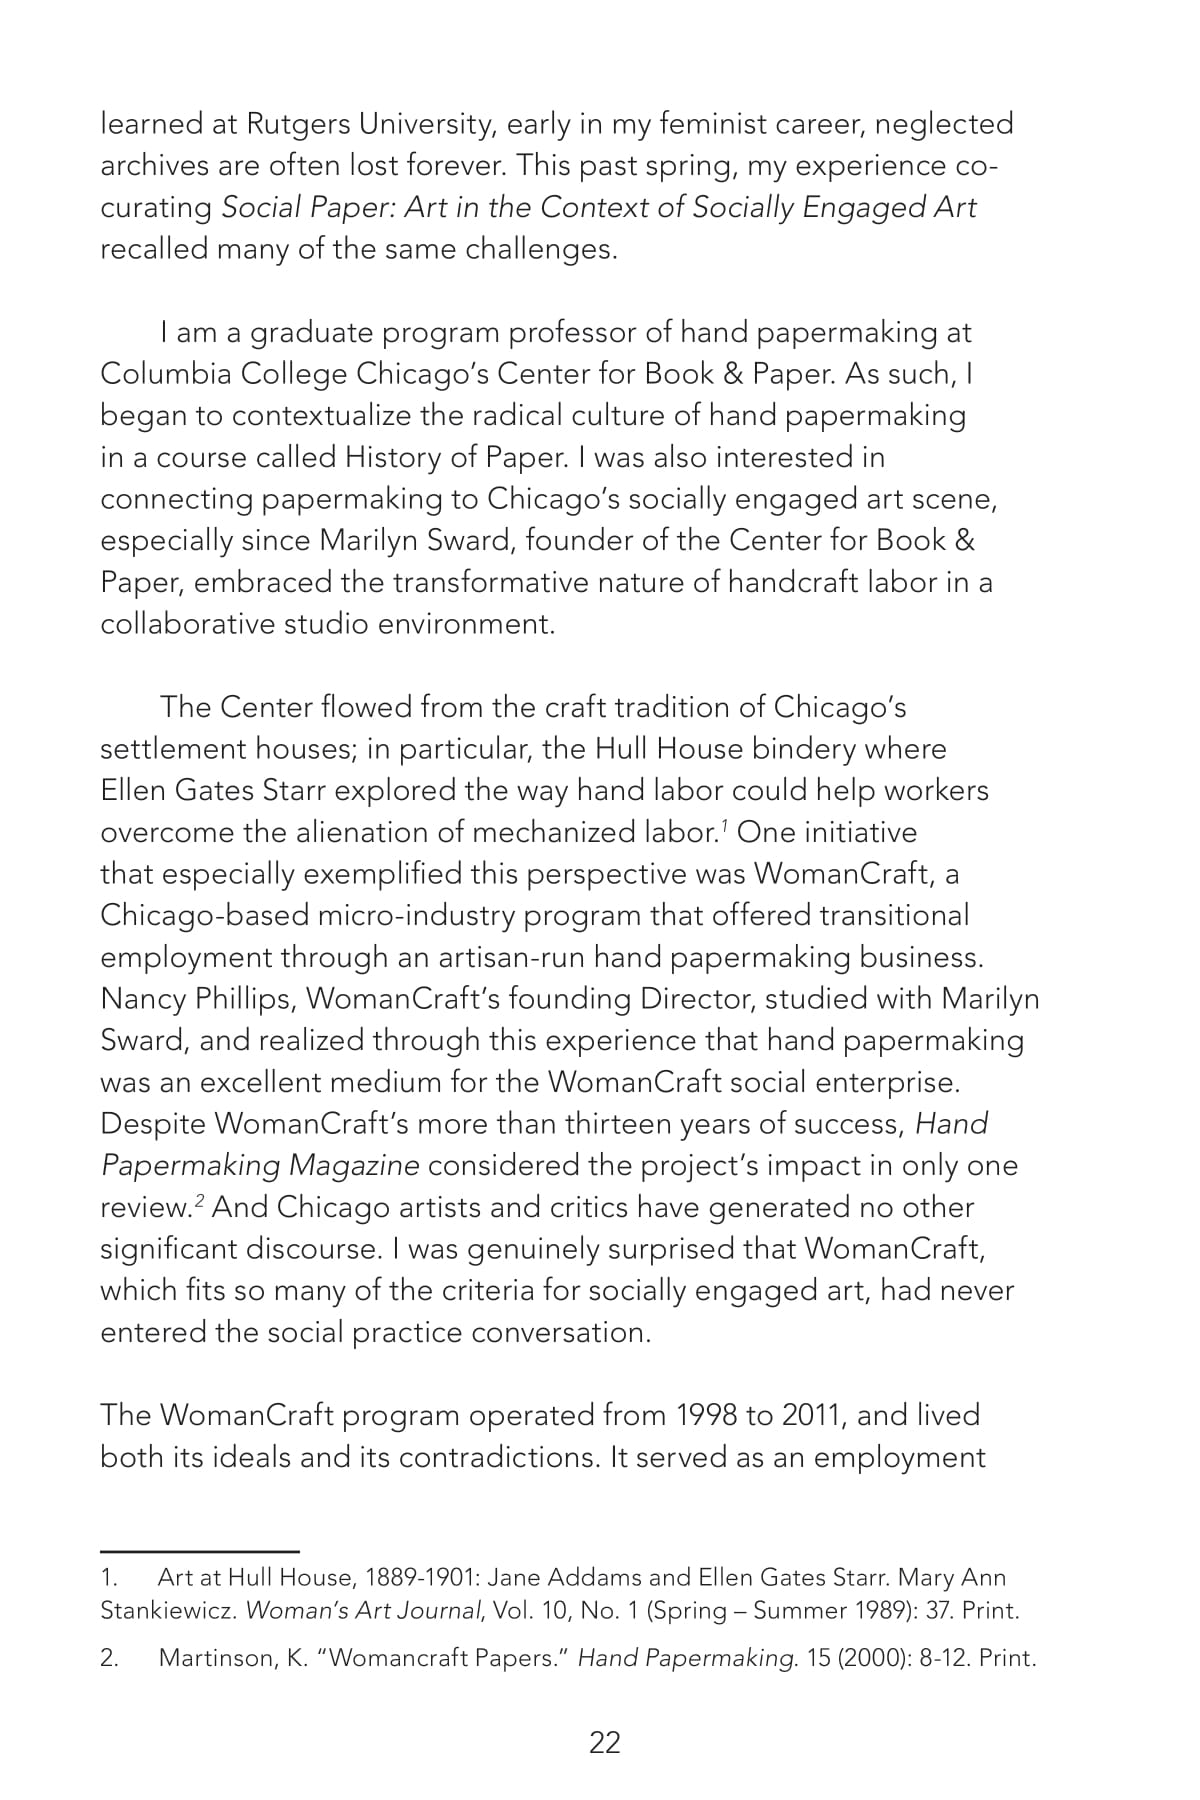 learned at Rutgers University, early in my feminist career, neglected
archives are often lost forever. This past spring, my experience co-
curating Social Paper: Art in the Context of Socially Engaged Art
recalled many of the same challenges.
I am a graduate program professor of hand papermaking at
Columbia College Chicago’s Center for Book & Paper. As such, I
began to contextualize the radical culture of hand papermaking
in a course called History of Paper. I was also interested in
connecting papermaking to Chicago’s socially engaged art scene,
especially since Marilyn Sward, founder of the Center for Book &
Paper, embraced the transformative nature of handcraft labor in a
collaborative studio environment.
The Center flowed from the craft tradition of Chicago’s
settlement houses; in particular, the Hull House bindery where
Ellen Gates Starr explored the way hand labor could help workers
overcome the alienation of mechanized labor.1 One initiative
that especially exemplified this perspective was WomanCraft, a
Chicago-based micro-industry program that offered transitional
employment through an artisan-run hand papermaking business.
Nancy Phillips, WomanCraft’s founding Director, studied with Marilyn
Sward, and realized through this experience that hand papermaking
was an excellent medium for the WomanCraft social enterprise.
Despite WomanCraft’s more than thirteen years of success, Hand
Papermaking Magazine considered the project’s impact in only one
review.2 And Chicago artists and critics have generated no other
significant discourse. I was genuinely surprised that WomanCraft,
which fits so many of the criteria for socially engaged art, had never
entered the social practice conversation.
The WomanCraft program operated from 1998 to 2011, and lived
both its ideals and its contradictions. It served as an employment
1. Art at Hull House, 1889-1901: Jane Addams and Ellen Gates Starr. Mary Ann
Stankiewicz. Woman’s Art Journal, Vol. 10, No. 1 (Spring – Summer 1989): 37. Print.
2. Martinson, K. “Womancraft Papers.” Hand Papermaking. 15 (2000): 8-12. Print.
22